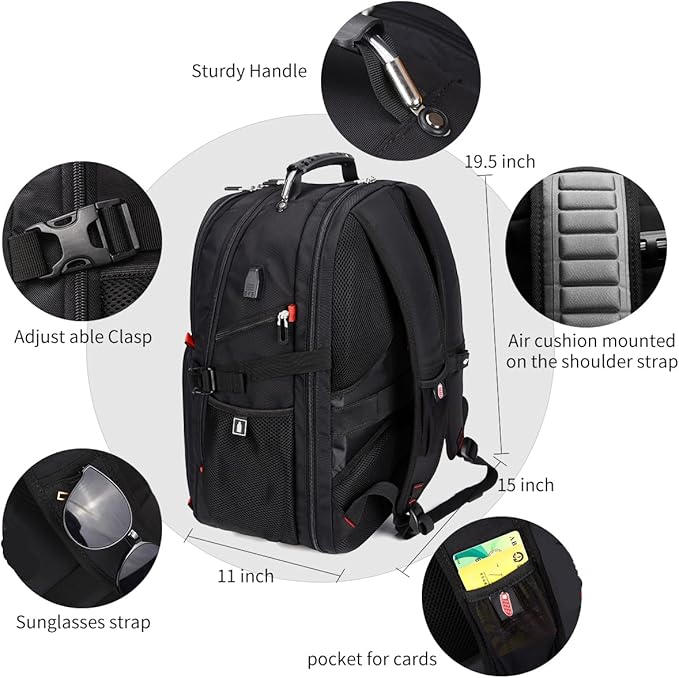 Sturdy Handle
19.5 inch
Adjust able Clasp
Air cushion mounted
on the shoulder strap
15 inch
11 inch
Sunglasses strap
pocket for cards